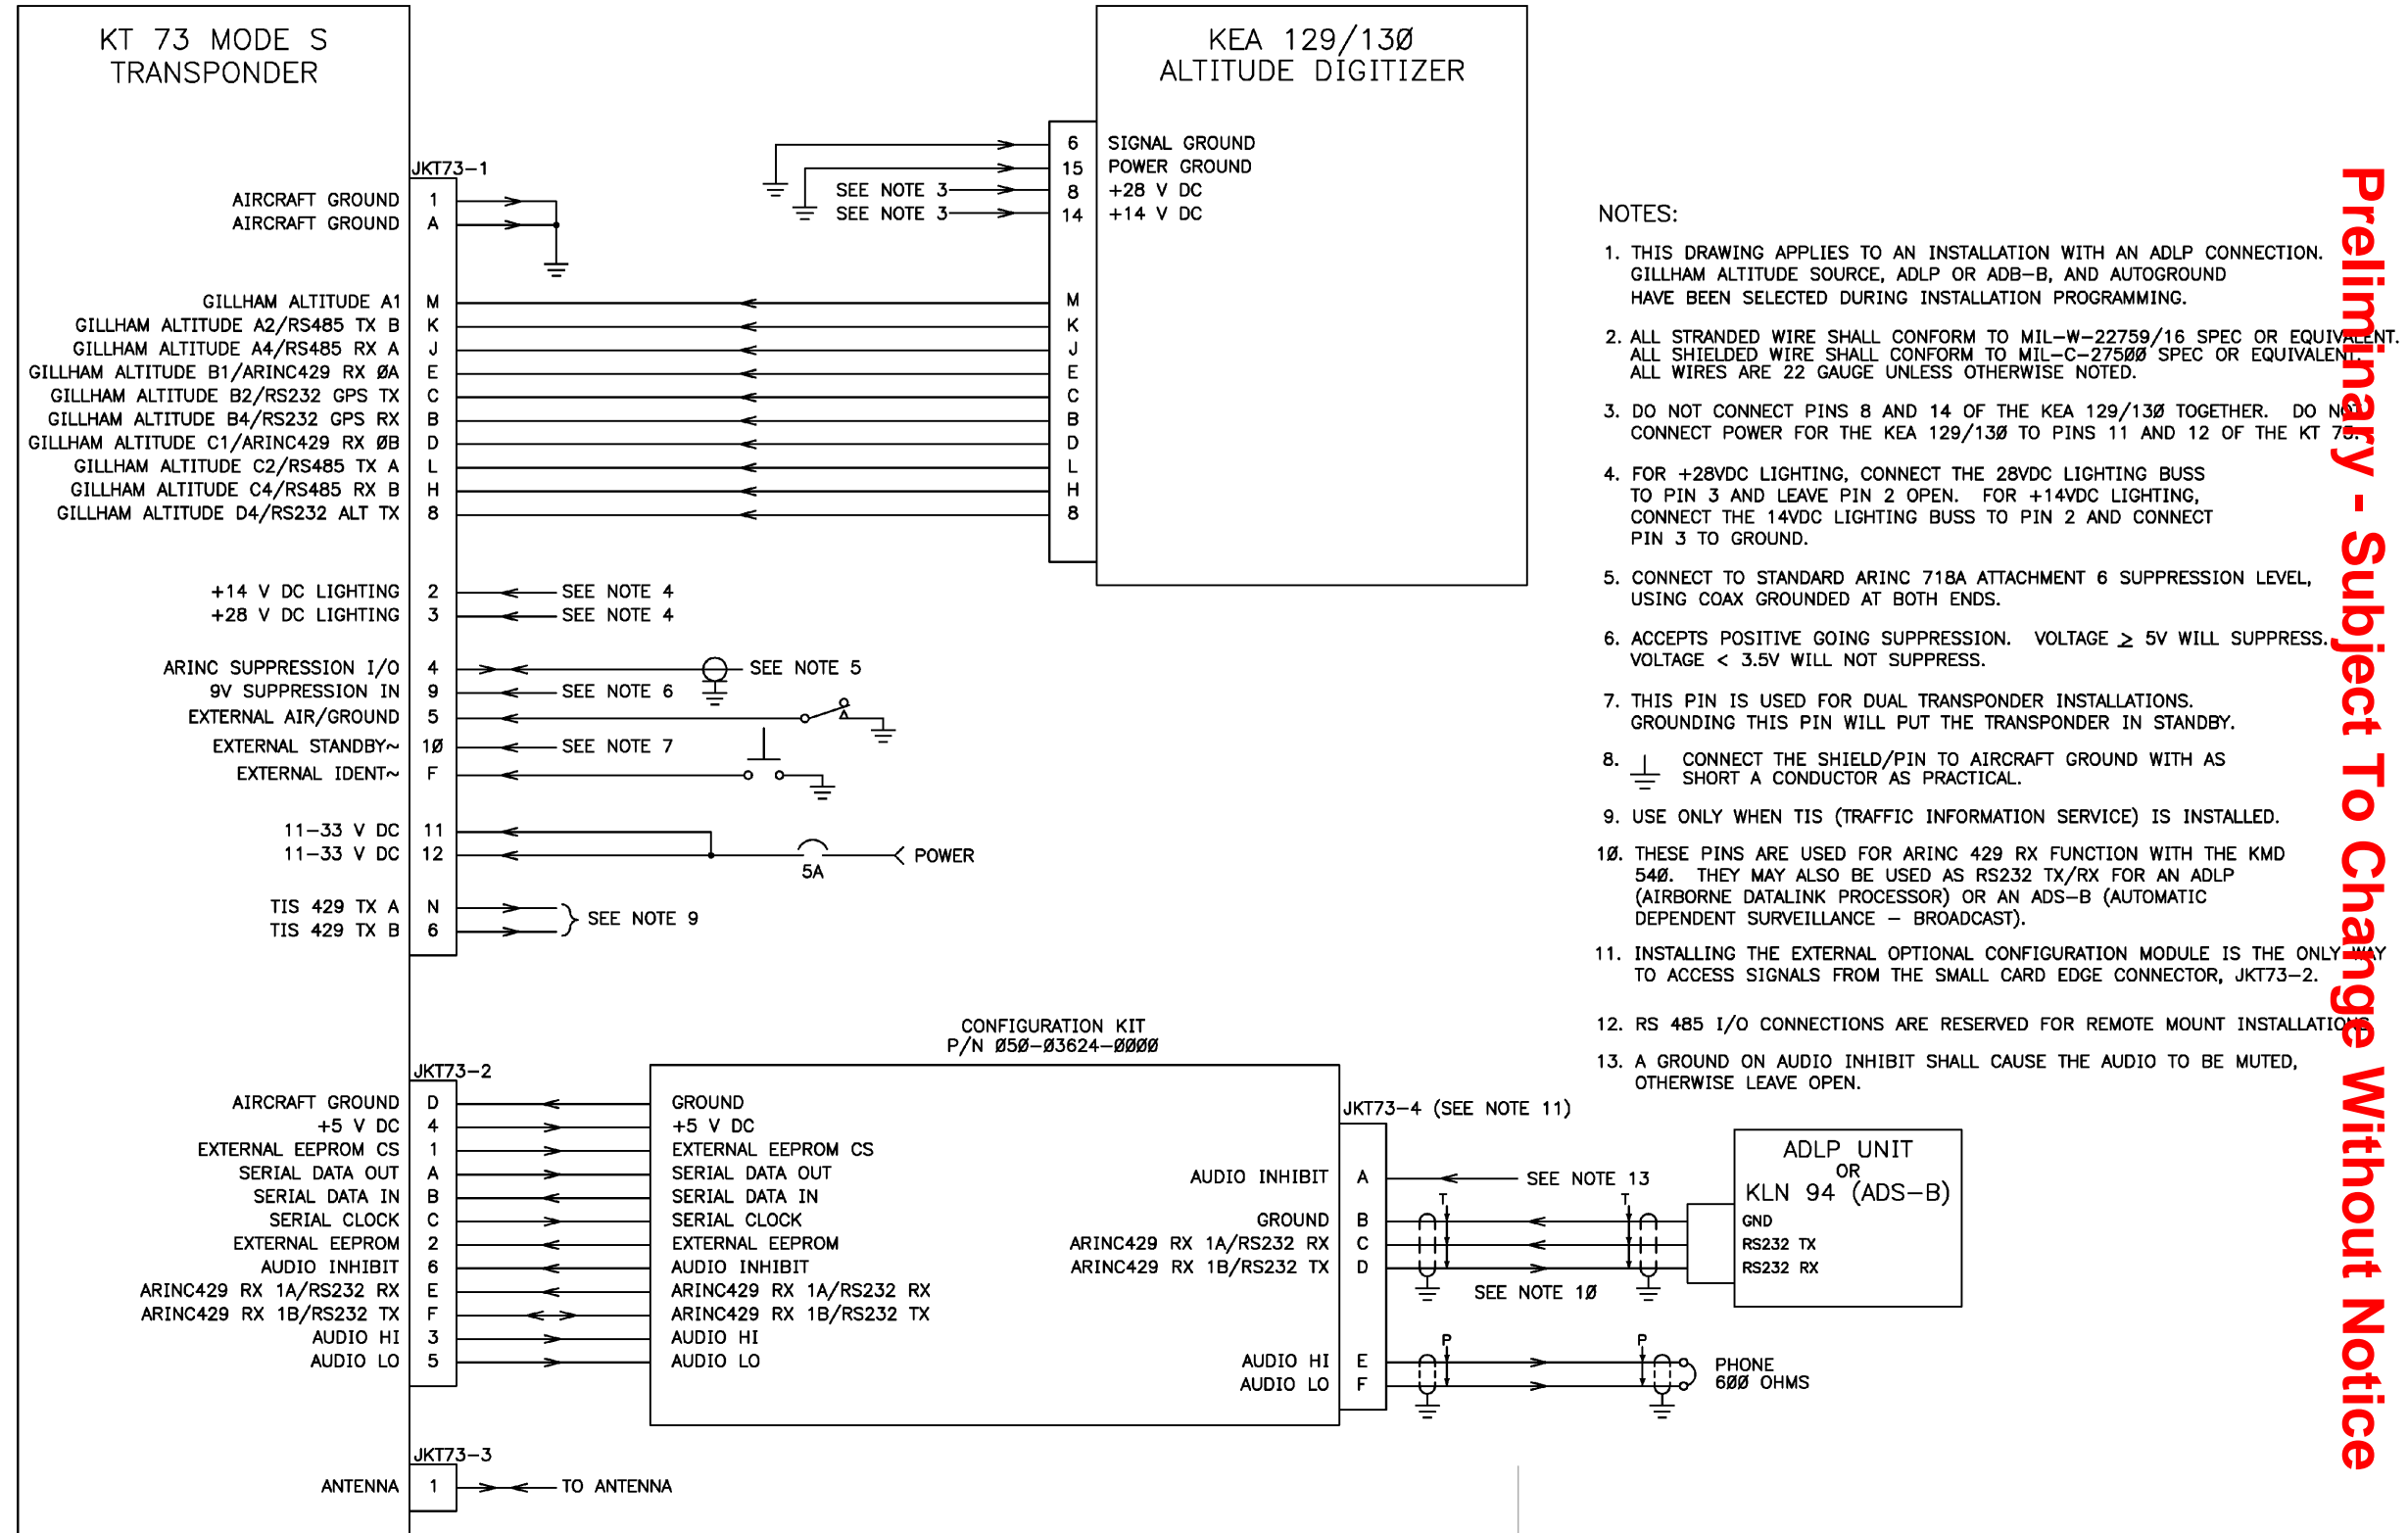 KT 73 MODE S
TRANSPONDER
JKT73-1
AIRCRAFT GROUND 1
AIRCRAFT GROUND A
GILLHAM ALTITUDE A1 M
GILLHAM ALTITUDE A2/RS485 TX B K
GILLHAM ALTITUDE A4/RS485 RX A J
GILLHAM ALTITUDE B1/ARINC429 RX ØA E
GILLHAM ALTITUDE B2/RS232 GPS TX C
GILLHAM ALTITUDE B4/RS232 GPS RX B
GILLHAM ALTITUDE C1/ARINC429 RX ØB D
GILLHAM ALTITUDE C2/RS485 TX A L
GILLHAM ALTITUDE C4/RS485 RX B H
GILLHAM ALTITUDE D4/RS232 ALT TX 8
+14 V DC LIGHTING 2 SEE NOTE 4
+28 V DC LIGHTING 3 SEE NOTE 4
ARINC SUPPRESSION I/O 4 SEE NOTE 5
9V SUPPRESSION IN 9 SEE NOTE 6
EXTERNAL AIR/GROUND 5
EXTERNAL STANDBY~ 1Ø SEE NOTE 7
EXTERNAL IDENT~ F
11-33 V DC 11
11-33 V DC 12 POWER
5A
TIS 429 TX A N
TIS 429 TX B 6
SEE NOTE 9
KEA 129/13Ø
ALTITUDE DIGITIZER
6 SIGNAL GROUND
15 POWER GROUND
SEE NOTE 3 8 +28 V DC
SEE NOTE 3 14 +14 V DC
M
K
J
E
C
B
D
L
H
8
CONFIGURATION KIT
P/N Ø5Ø-Ø3624-ØØØØ
JKT73-2
AIRCRAFT GROUND D GROUND
+5 V DC 4 +5 V DC
EXTERNAL EEPROM CS 1 EXTERNAL EEPROM CS
SERIAL DATA OUT A SERIAL DATA OUT
SERIAL DATA IN B SERIAL DATA IN
SERIAL CLOCK C SERIAL CLOCK
EXTERNAL EEPROM 2 EXTERNAL EEPROM
AUDIO INHIBIT 6 AUDIO INHIBIT
ARINC429 RX 1A/RS232 RX E ARINC429 RX 1A/RS232 RX
ARINC429 RX 1B/RS232 TX F ARINC429 RX 1B/RS232 TX
AUDIO HI 3 AUDIO HI
AUDIO LO 5 AUDIO LO
JKT73-4 (SEE NOTE 11)
AUDIO INHIBIT A SEE NOTE 13
T T
GROUND B
ARINC429 RX 1A/RS232 RX C
ARINC429 RX 1B/RS232 TX D
SEE NOTE 1Ø
P P
AUDIO HI E
AUDIO LO F
PHONE
6ØØ OHMS
ADLP UNIT
OR
KLN 94 (ADS-B)
GND
RS232 TX
RS232 RX
JKT73-3
ANTENNA 1 TO ANTENNA
NOTES:
1. THIS DRAWING APPLIES TO AN INSTALLATION WITH AN ADLP CONNECTION.
GILLHAM ALTITUDE SOURCE, ADLP OR ADB-B, AND AUTOGROUND
HAVE BEEN SELECTED DURING INSTALLATION PROGRAMMING.
2. ALL STRANDED WIRE SHALL CONFORM TO MIL-W-22759/16 SPEC OR EQUIVALENT.
ALL SHIELDED WIRE SHALL CONFORM TO MIL-C-275ØØ SPEC OR EQUIVALENT.
ALL WIRES ARE 22 GAUGE UNLESS OTHERWISE NOTED.
3. DO NOT CONNECT PINS 8 AND 14 OF THE KEA 129/13Ø TOGETHER. DO NOT
CONNECT POWER FOR THE KEA 129/13Ø TO PINS 11 AND 12 OF THE KT 73.
4. FOR +28VDC LIGHTING, CONNECT THE 28VDC LIGHTING BUSS
TO PIN 3 AND LEAVE PIN 2 OPEN. FOR +14VDC LIGHTING,
CONNECT THE 14VDC LIGHTING BUSS TO PIN 2 AND CONNECT
PIN 3 TO GROUND.
5. CONNECT TO STANDARD ARINC 718A ATTACHMENT 6 SUPPRESSION LEVEL,
USING COAX GROUNDED AT BOTH ENDS.
6. ACCEPTS POSITIVE GOING SUPPRESSION. VOLTAGE ≥ 5V WILL SUPPRESS.
VOLTAGE < 3.5V WILL NOT SUPPRESS.
7. THIS PIN IS USED FOR DUAL TRANSPONDER INSTALLATIONS.
GROUNDING THIS PIN WILL PUT THE TRANSPONDER IN STANDBY.
8. CONNECT THE SHIELD/PIN TO AIRCRAFT GROUND WITH AS
SHORT A CONDUCTOR AS PRACTICAL.
9. USE ONLY WHEN TIS (TRAFFIC INFORMATION SERVICE) IS INSTALLED.
1Ø. THESE PINS ARE USED FOR ARINC 429 RX FUNCTION WITH THE KMD
54Ø. THEY MAY ALSO BE USED AS RS232 TX/RX FOR AN ADLP
(AIRBORNE DATALINK PROCESSOR) OR AN ADS-B (AUTOMATIC
DEPENDENT SURVEILLANCE - BROADCAST).
11. INSTALLING THE EXTERNAL OPTIONAL CONFIGURATION MODULE IS THE ONLY WAY
TO ACCESS SIGNALS FROM THE SMALL CARD EDGE CONNECTOR, JKT73-2.
12. RS 485 I/O CONNECTIONS ARE RESERVED FOR REMOTE MOUNT INSTALLATIONS
13. A GROUND ON AUDIO INHIBIT SHALL CAUSE THE AUDIO TO BE MUTED,
OTHERWISE LEAVE OPEN.
Preliminary - Subject To Change Without Notice